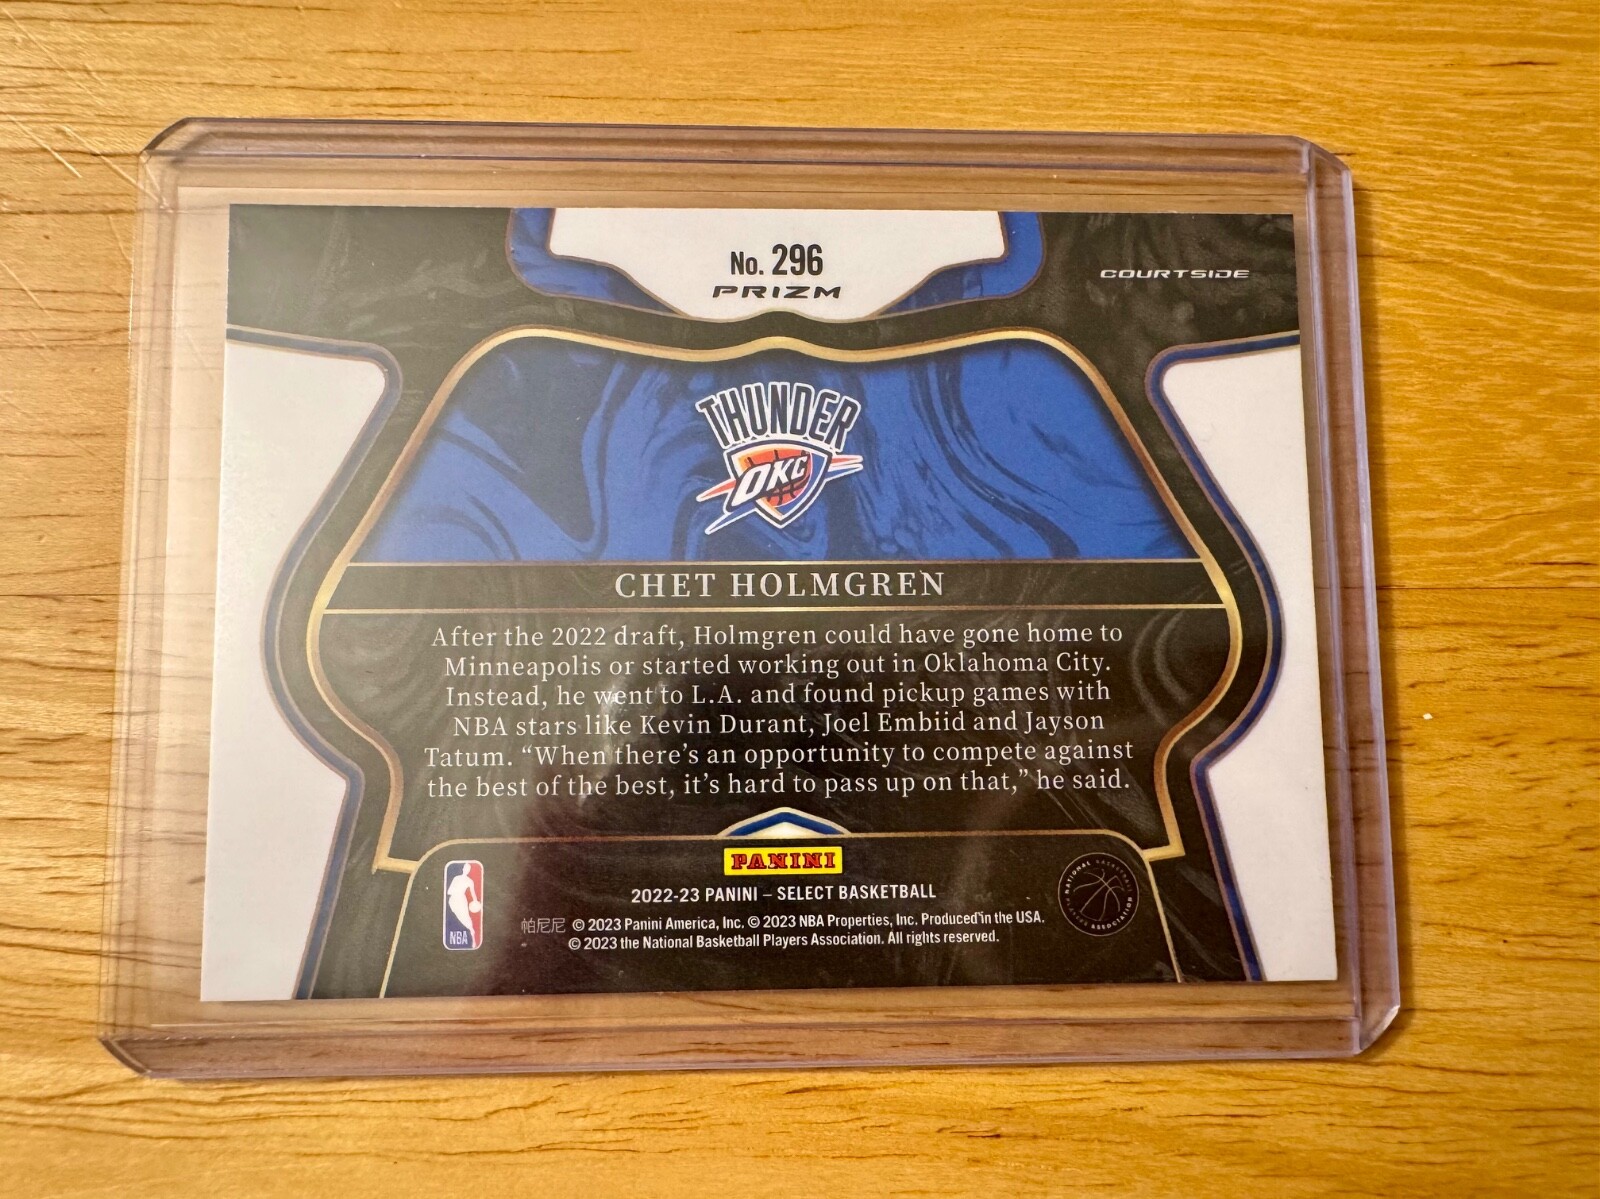 No. 296
PRIZM
COURTSIDE
THUNDER
OKC
CHET HOLMGREN
After the 2022 draft, Holmgren could have gone home to
Minneapolis or started working out in Oklahoma City.
Instead, he went to L.A. and found pickup games with
NBA stars like Kevin Durant, Joel Embiid and Jayson
Tatum. “When there’s an opportunity to compete against
the best of the best, it’s hard to pass up on that,” he said.
PANINI
2022-23 PANINI – SELECT BASKETBALL
帕尼尼 © 2023 Panini America, Inc. © 2023 NBA Properties, Inc. Produced in the USA.
© 2023 the National Basketball Players Association. All rights reserved.
NBA
NATIONAL BASKETBALL PLAYERS ASSOCIATION